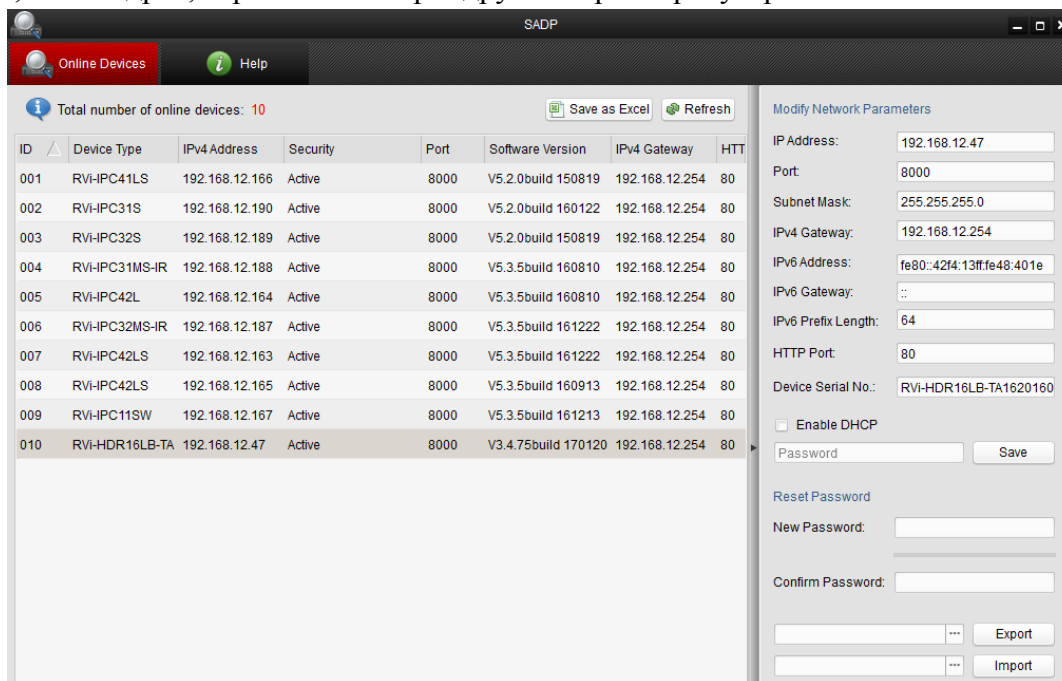 SADP
Online Devices Help
Total number of online devices: 10 Save as Excel Refresh
ID Device Type IPv4 Address Security Port Software Version IPv4 Gateway HTT
001 RVi-IPC41LS 192.168.12.166 Active 8000 V5.2.0build 150819 192.168.12.254 80
002 RVi-IPC31S 192.168.12.190 Active 8000 V5.2.0build 160122 192.168.12.254 80
003 RVi-IPC32S 192.168.12.189 Active 8000 V5.2.0build 150819 192.168.12.254 80
004 RVi-IPC31MS-IR 192.168.12.188 Active 8000 V5.3.5build 160810 192.168.12.254 80
005 RVi-IPC42L 192.168.12.164 Active 8000 V5.3.5build 160810 192.168.12.254 80
006 RVi-IPC32MS-IR 192.168.12.187 Active 8000 V5.3.5build 161222 192.168.12.254 80
007 RVi-IPC42LS 192.168.12.163 Active 8000 V5.3.5build 161222 192.168.12.254 80
008 RVi-IPC42LS 192.168.12.165 Active 8000 V5.3.5build 160913 192.168.12.254 80
009 RVi-IPC11SW 192.168.12.167 Active 8000 V5.3.5build 161213 192.168.12.254 80
010 RVi-HDR16LB-TA 192.168.12.47 Active 8000 V3.4.75build 170120 192.168.12.254 80
Modify Network Parameters
IP Address: 192.168.12.47
Port: 8000
Subnet Mask: 255.255.255.0
IPv4 Gateway: 192.168.12.254
IPv6 Address: fe80::42f4:13ff:fe48:401e
IPv6 Gateway: ::
IPv6 Prefix Length: 64
HTTP Port: 80
Device Serial No.: RVi-HDR16LB-TA1620160
Enable DHCP
Password Save
Reset Password
New Password:
Confirm Password:
Export
Import